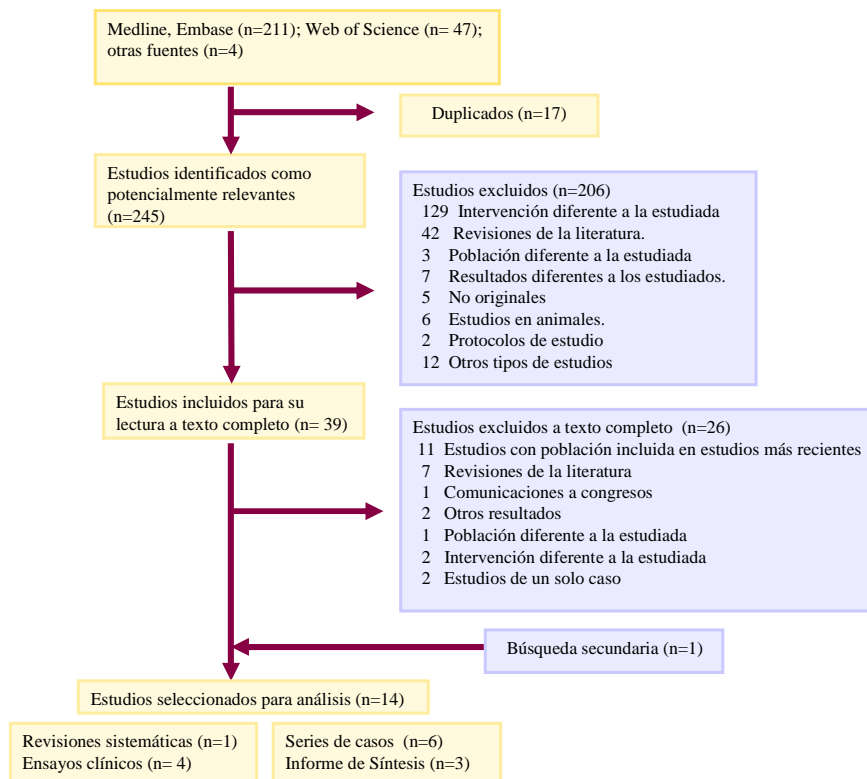 Medline, Embase (n=211); Web of Science (n= 47);
otras fuentes (n=4)
Duplicados (n=17)
Estudios identificados como
potencialmente relevantes
(n=245)
Estudios excluidos (n=206)
129 Intervención diferente a la estudiada
42 Revisiones de la literatura.
3 Población diferente a la estudiada
7 Resultados diferentes a los estudiados.
5 No originales
6 Estudios en animales.
2 Protocolos de estudio
12 Otros tipos de estudios
Estudios incluidos para su
lectura a texto completo (n= 39)
Estudios excluidos a texto completo (n=26)
11 Estudios con población incluida en estudios más recientes
7 Revisiones de la literatura
1 Comunicaciones a congresos
2 Otros resultados
1 Población diferente a la estudiada
2 Intervención diferente a la estudiada
2 Estudios de un solo caso
Búsqueda secundaria (n=1)
Estudios seleccionados para análisis (n=14)
Revisiones sistemáticas (n=1)
Ensayos clínicos (n= 4)
Series de casos (n=6)
Informe de Síntesis (n=3)